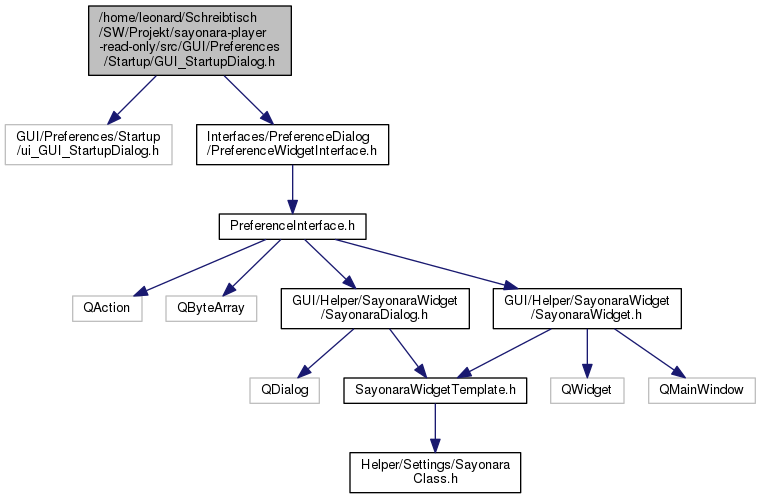 /home/leonard/Schreibtisch
/SW/Projekt/sayonara-player
-read-only/src/GUI/Preferences
/Startup/GUI_StartupDialog.h
GUI/Preferences/Startup
/ui_GUI_StartupDialog.h
Interfaces/PreferenceDialog
/PreferenceWidgetInterface.h
PreferenceInterface.h
QAction
QByteArray
GUI/Helper/SayonaraWidget
/SayonaraDialog.h
GUI/Helper/SayonaraWidget
/SayonaraWidget.h
QDialog
SayonaraWidgetTemplate.h
QWidget
QMainWindow
Helper/Settings/Sayonara
Class.h